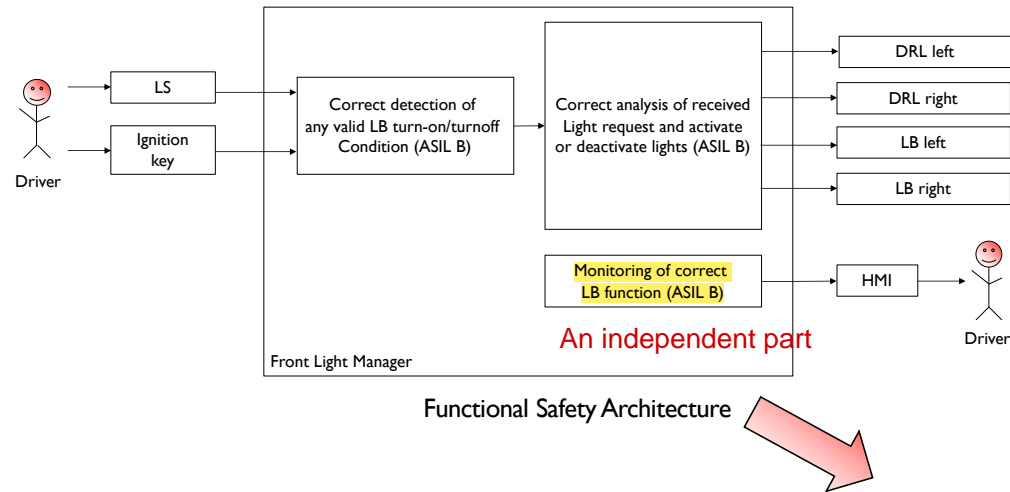 LS
Ignition
key
Driver
Correct detection of
any valid LB turn-on/turnoff
Condition (ASIL B)
Correct analysis of received
Light request and activate
or deactivate lights (ASIL B)
DRL left
DRL right
LB left
LB right
Monitoring of correct
LB function (ASIL B)
HMI
Driver
An independent part
Front Light Manager
Functional Safety Architecture